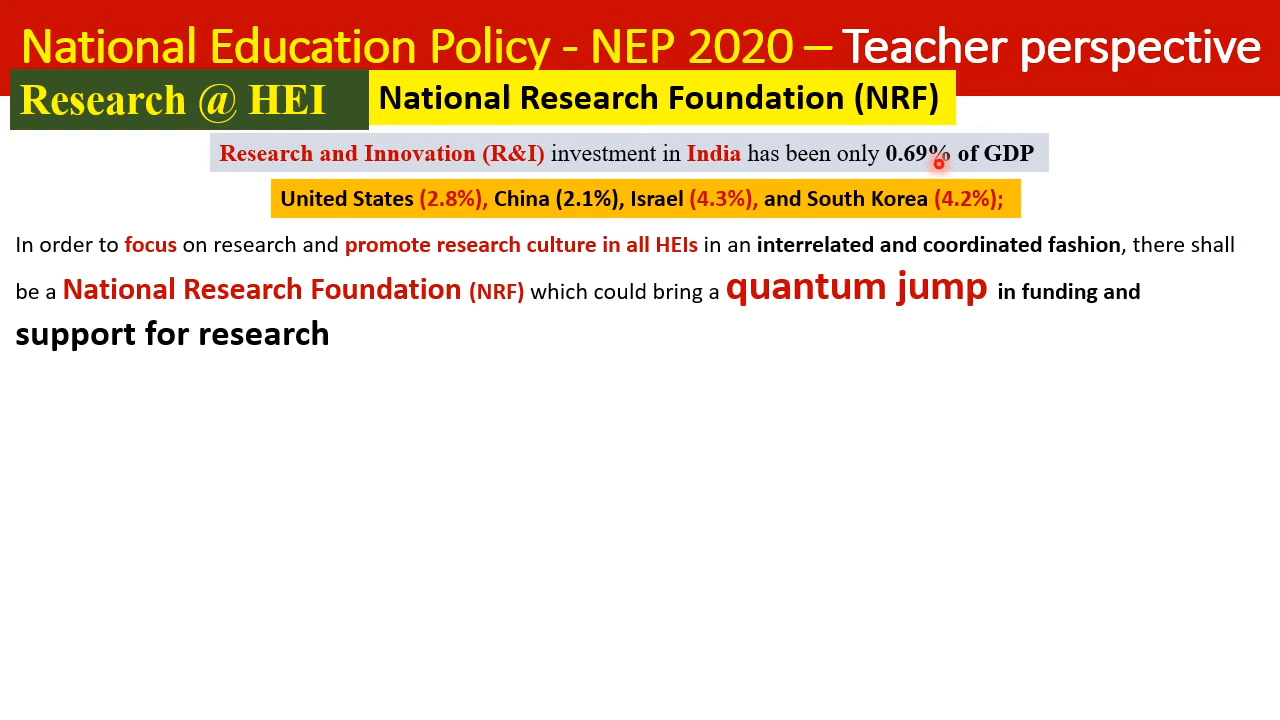 National Education Policy - NEP 2020 – Teacher perspective
Research @ HEI
National Research Foundation (NRF)
Research and Innovation (R&I) investment in India has been only 0.69% of GDP
United States (2.8%), China (2.1%), Israel (4.3%), and South Korea (4.2%);
In order to focus on research and promote research culture in all HEIs in an interrelated and coordinated fashion, there shall
be a National Research Foundation (NRF) which could bring a quantum jump in funding and
support for research